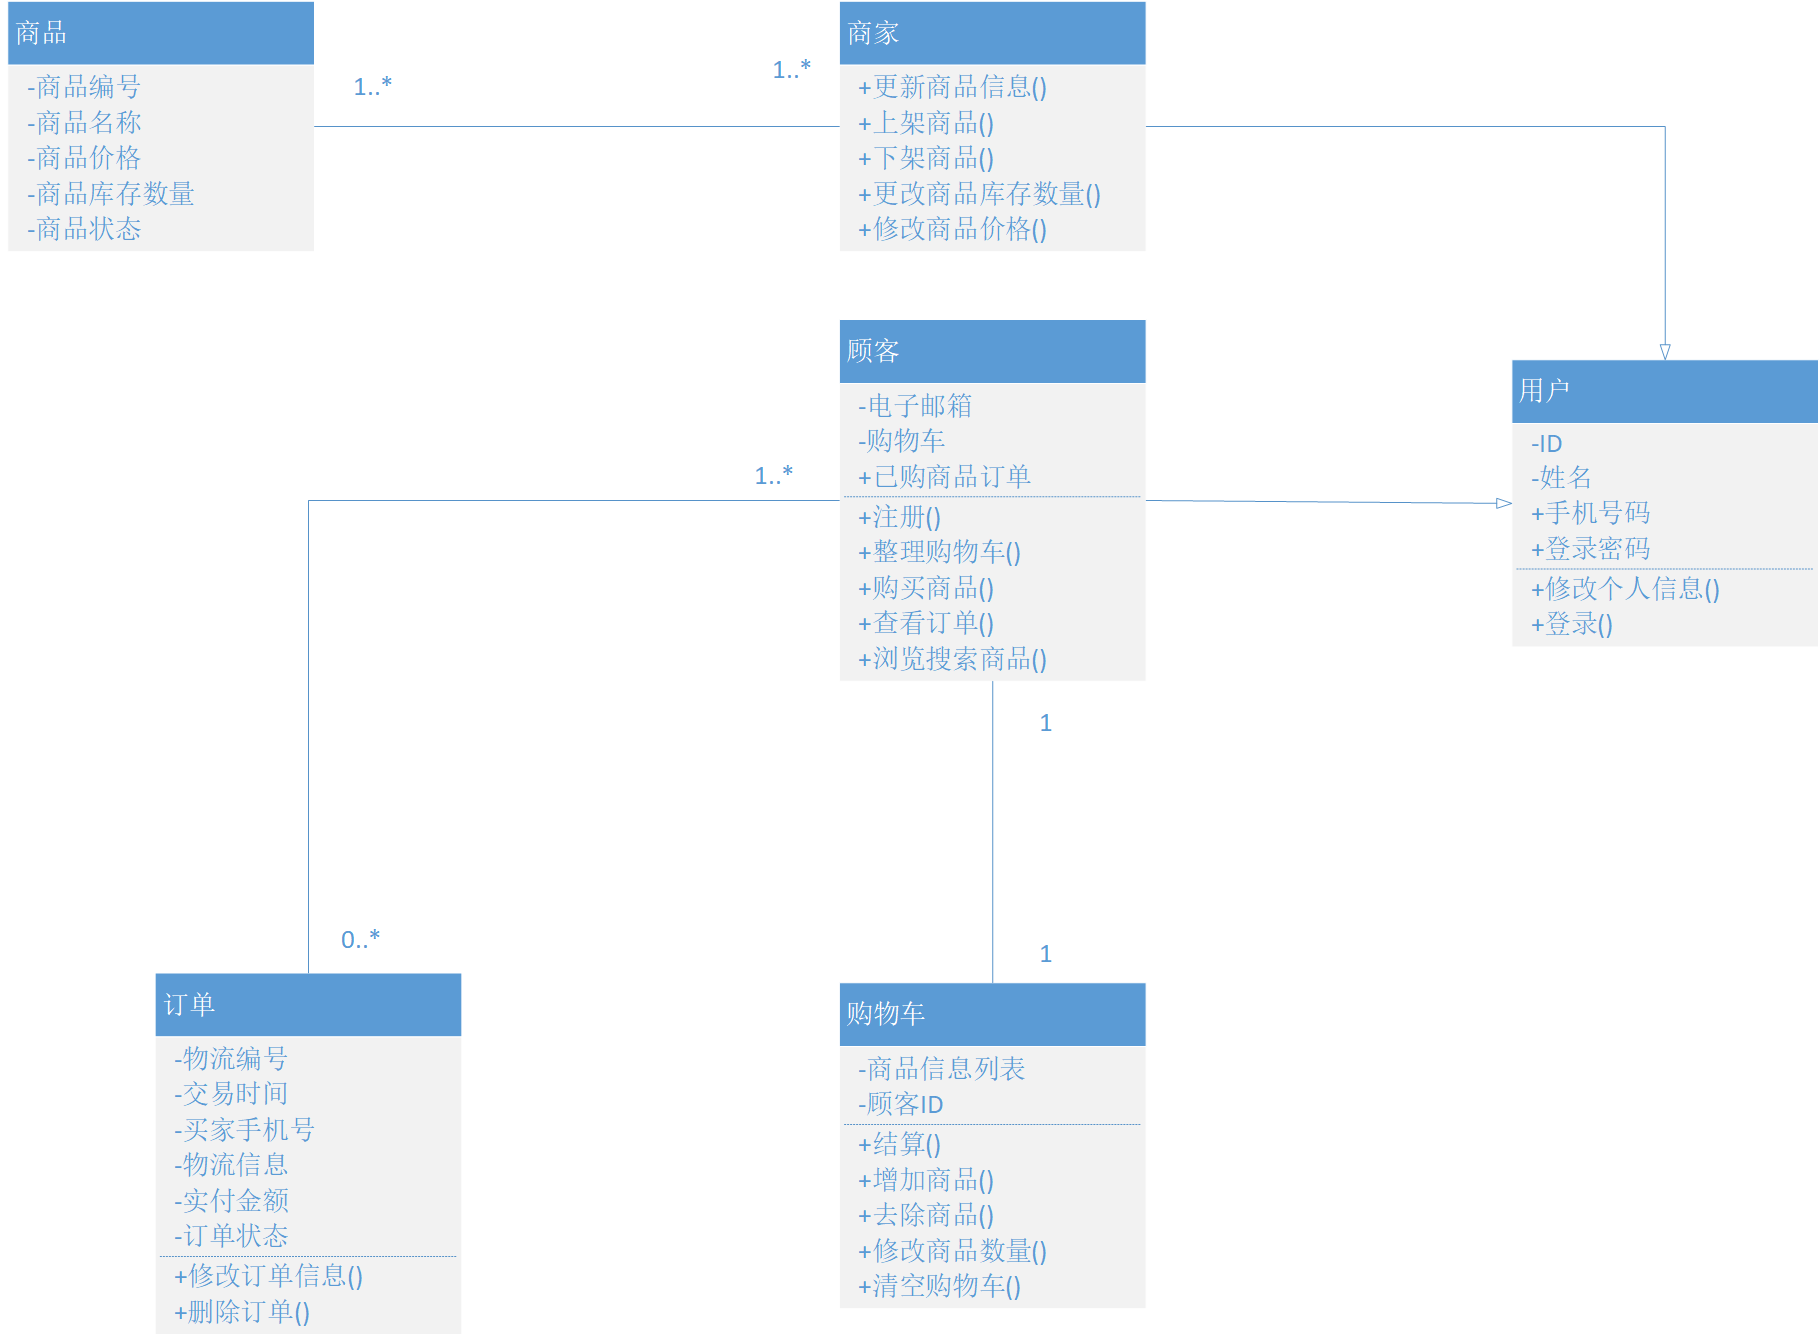 商品
-商品编号
-商品名称
-商品价格
-商品库存数量
-商品状态
1..*
1..*
商家
+更新商品信息()
+上架商品()
+下架商品()
+更改商品库存数量()
+修改商品价格()
顾客
-电子邮箱
-购物车
+已购商品订单
+注册()
+整理购物车()
+购买商品()
+查看订单()
+浏览搜索商品()
用户
-ID
-姓名
+手机号码
+登录密码
+修改个人信息()
+登录()
1..*
0..*
1
1
订单
-物流编号
-交易时间
-买家手机号
-物流信息
-实付金额
-订单状态
+修改订单信息()
+删除订单()
购物车
-商品信息列表
-顾客ID
+结算()
+增加商品()
+去除商品()
+修改商品数量()
+清空购物车()